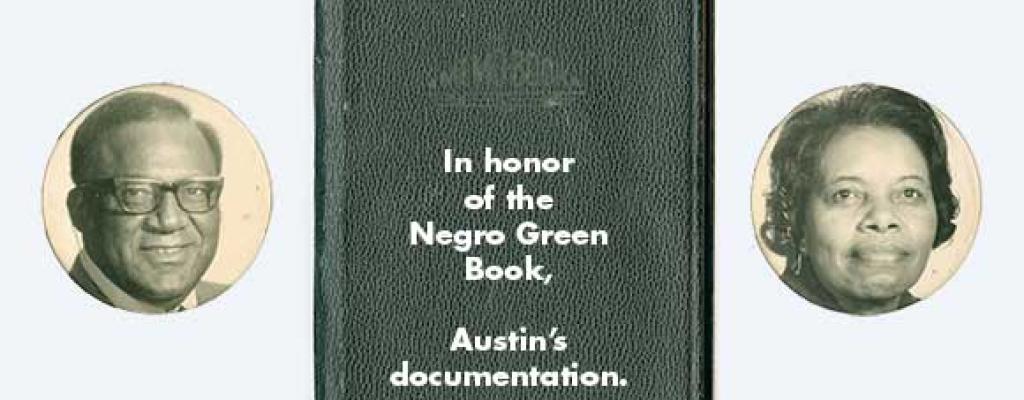 In honor
of the
Negro Green
Book,
Austin's
documentation.